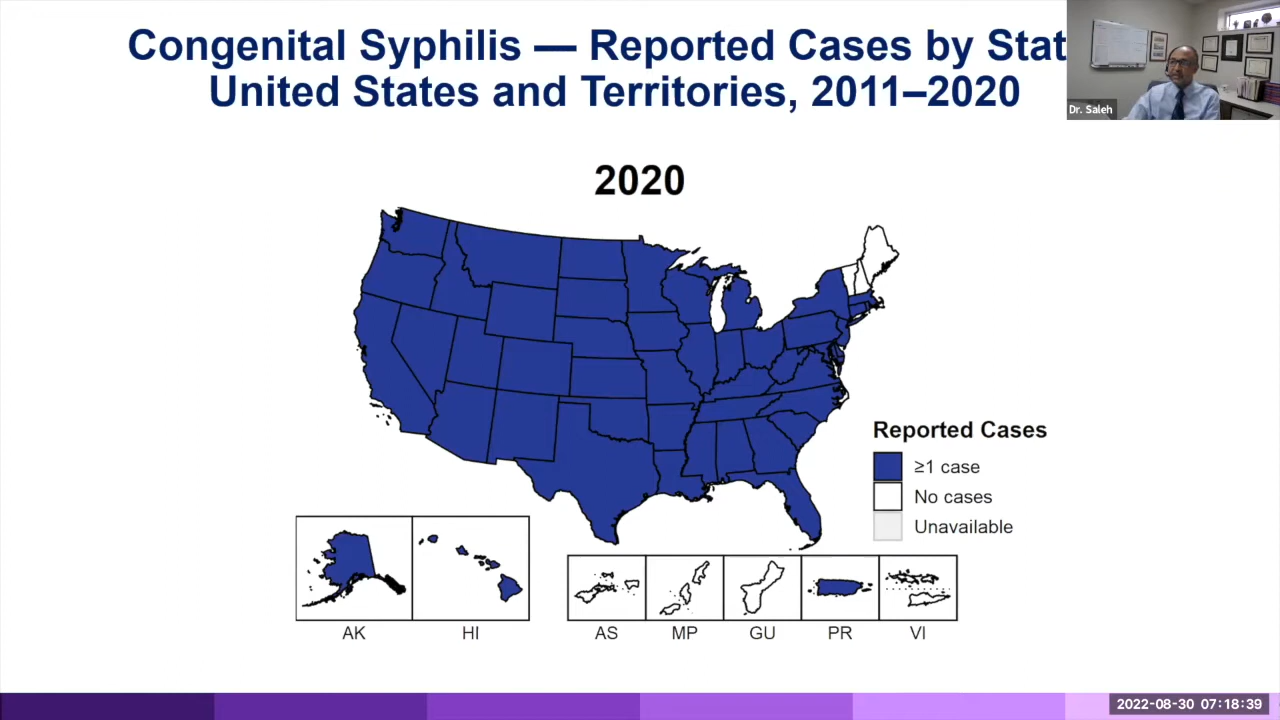 Congenital Syphilis — Reported Cases by Stat
United States and Territories, 2011–2020
Dr. Saleh
2020
Reported Cases
≥1 case
No cases
Unavailable
AK
HI
AS
MP
GU
PR
VI
2022-08-30 07:18:39